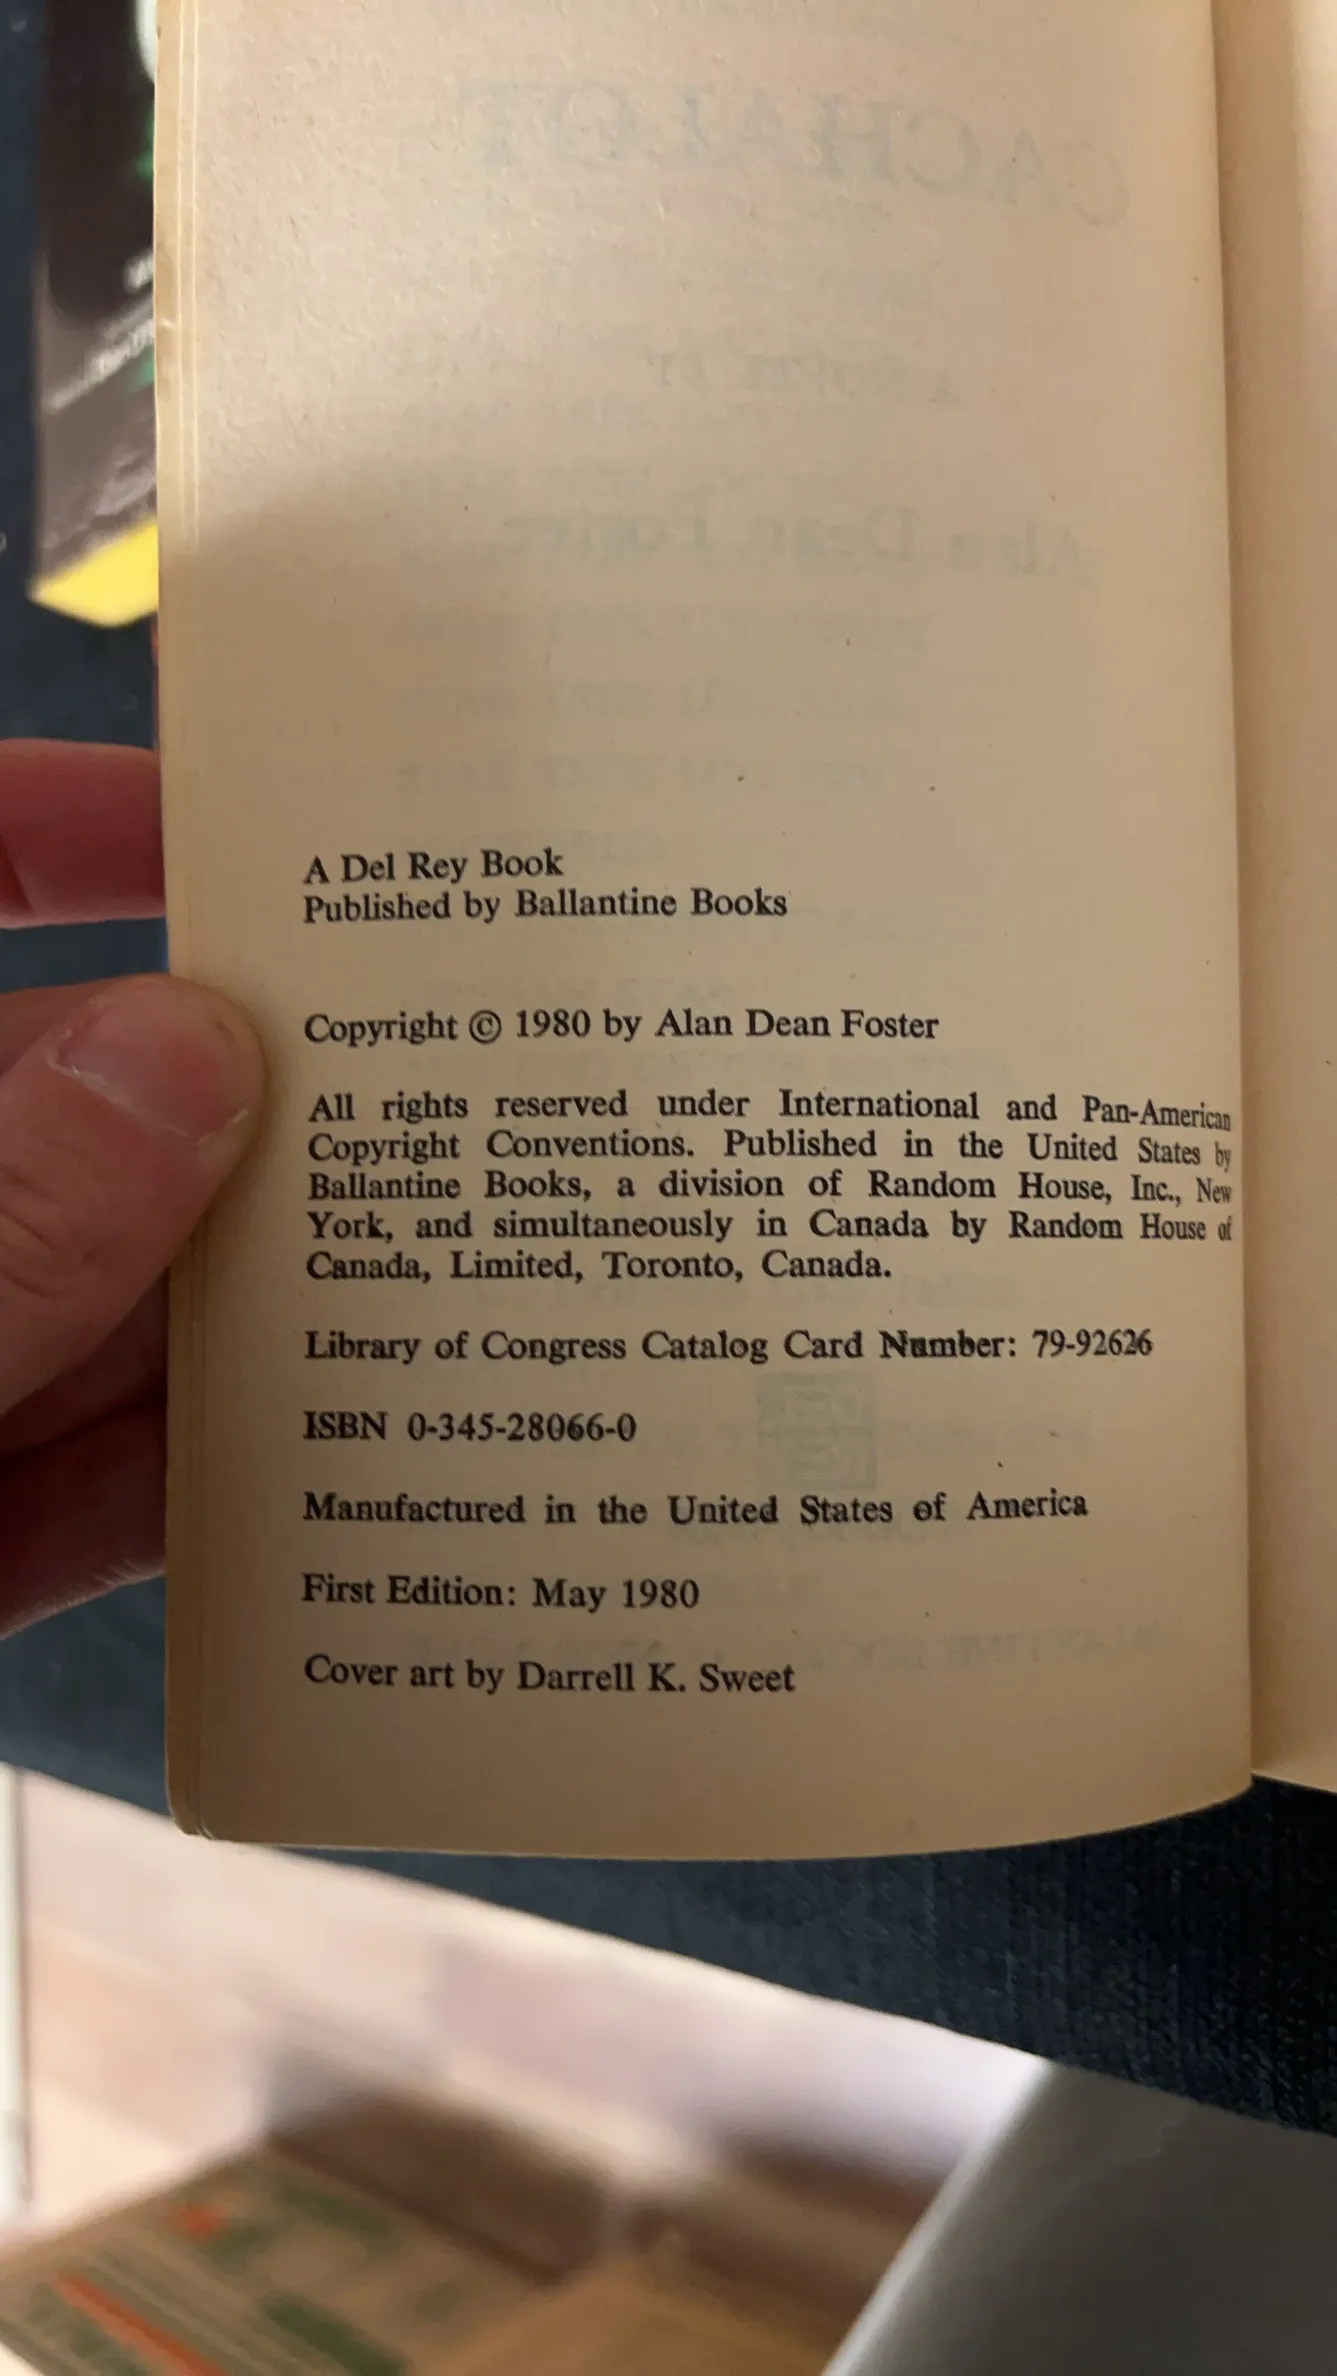 A Del Rey Book
Published by Ballantine Books
Copyright © 1980 by Alan Dean Foster
All rights reserved under International and Pan-American
Copyright Conventions. Published in the United States by
Ballantine Books, a division of Random House, Inc., New
York, and simultaneously in Canada by Random House of
Canada, Limited, Toronto, Canada.
Library of Congress Catalog Card Number: 79-92626
ISBN 0-345-28066-0
Manufactured in the United States of America
First Edition: May 1980
Cover art by Darrell K. Sweet